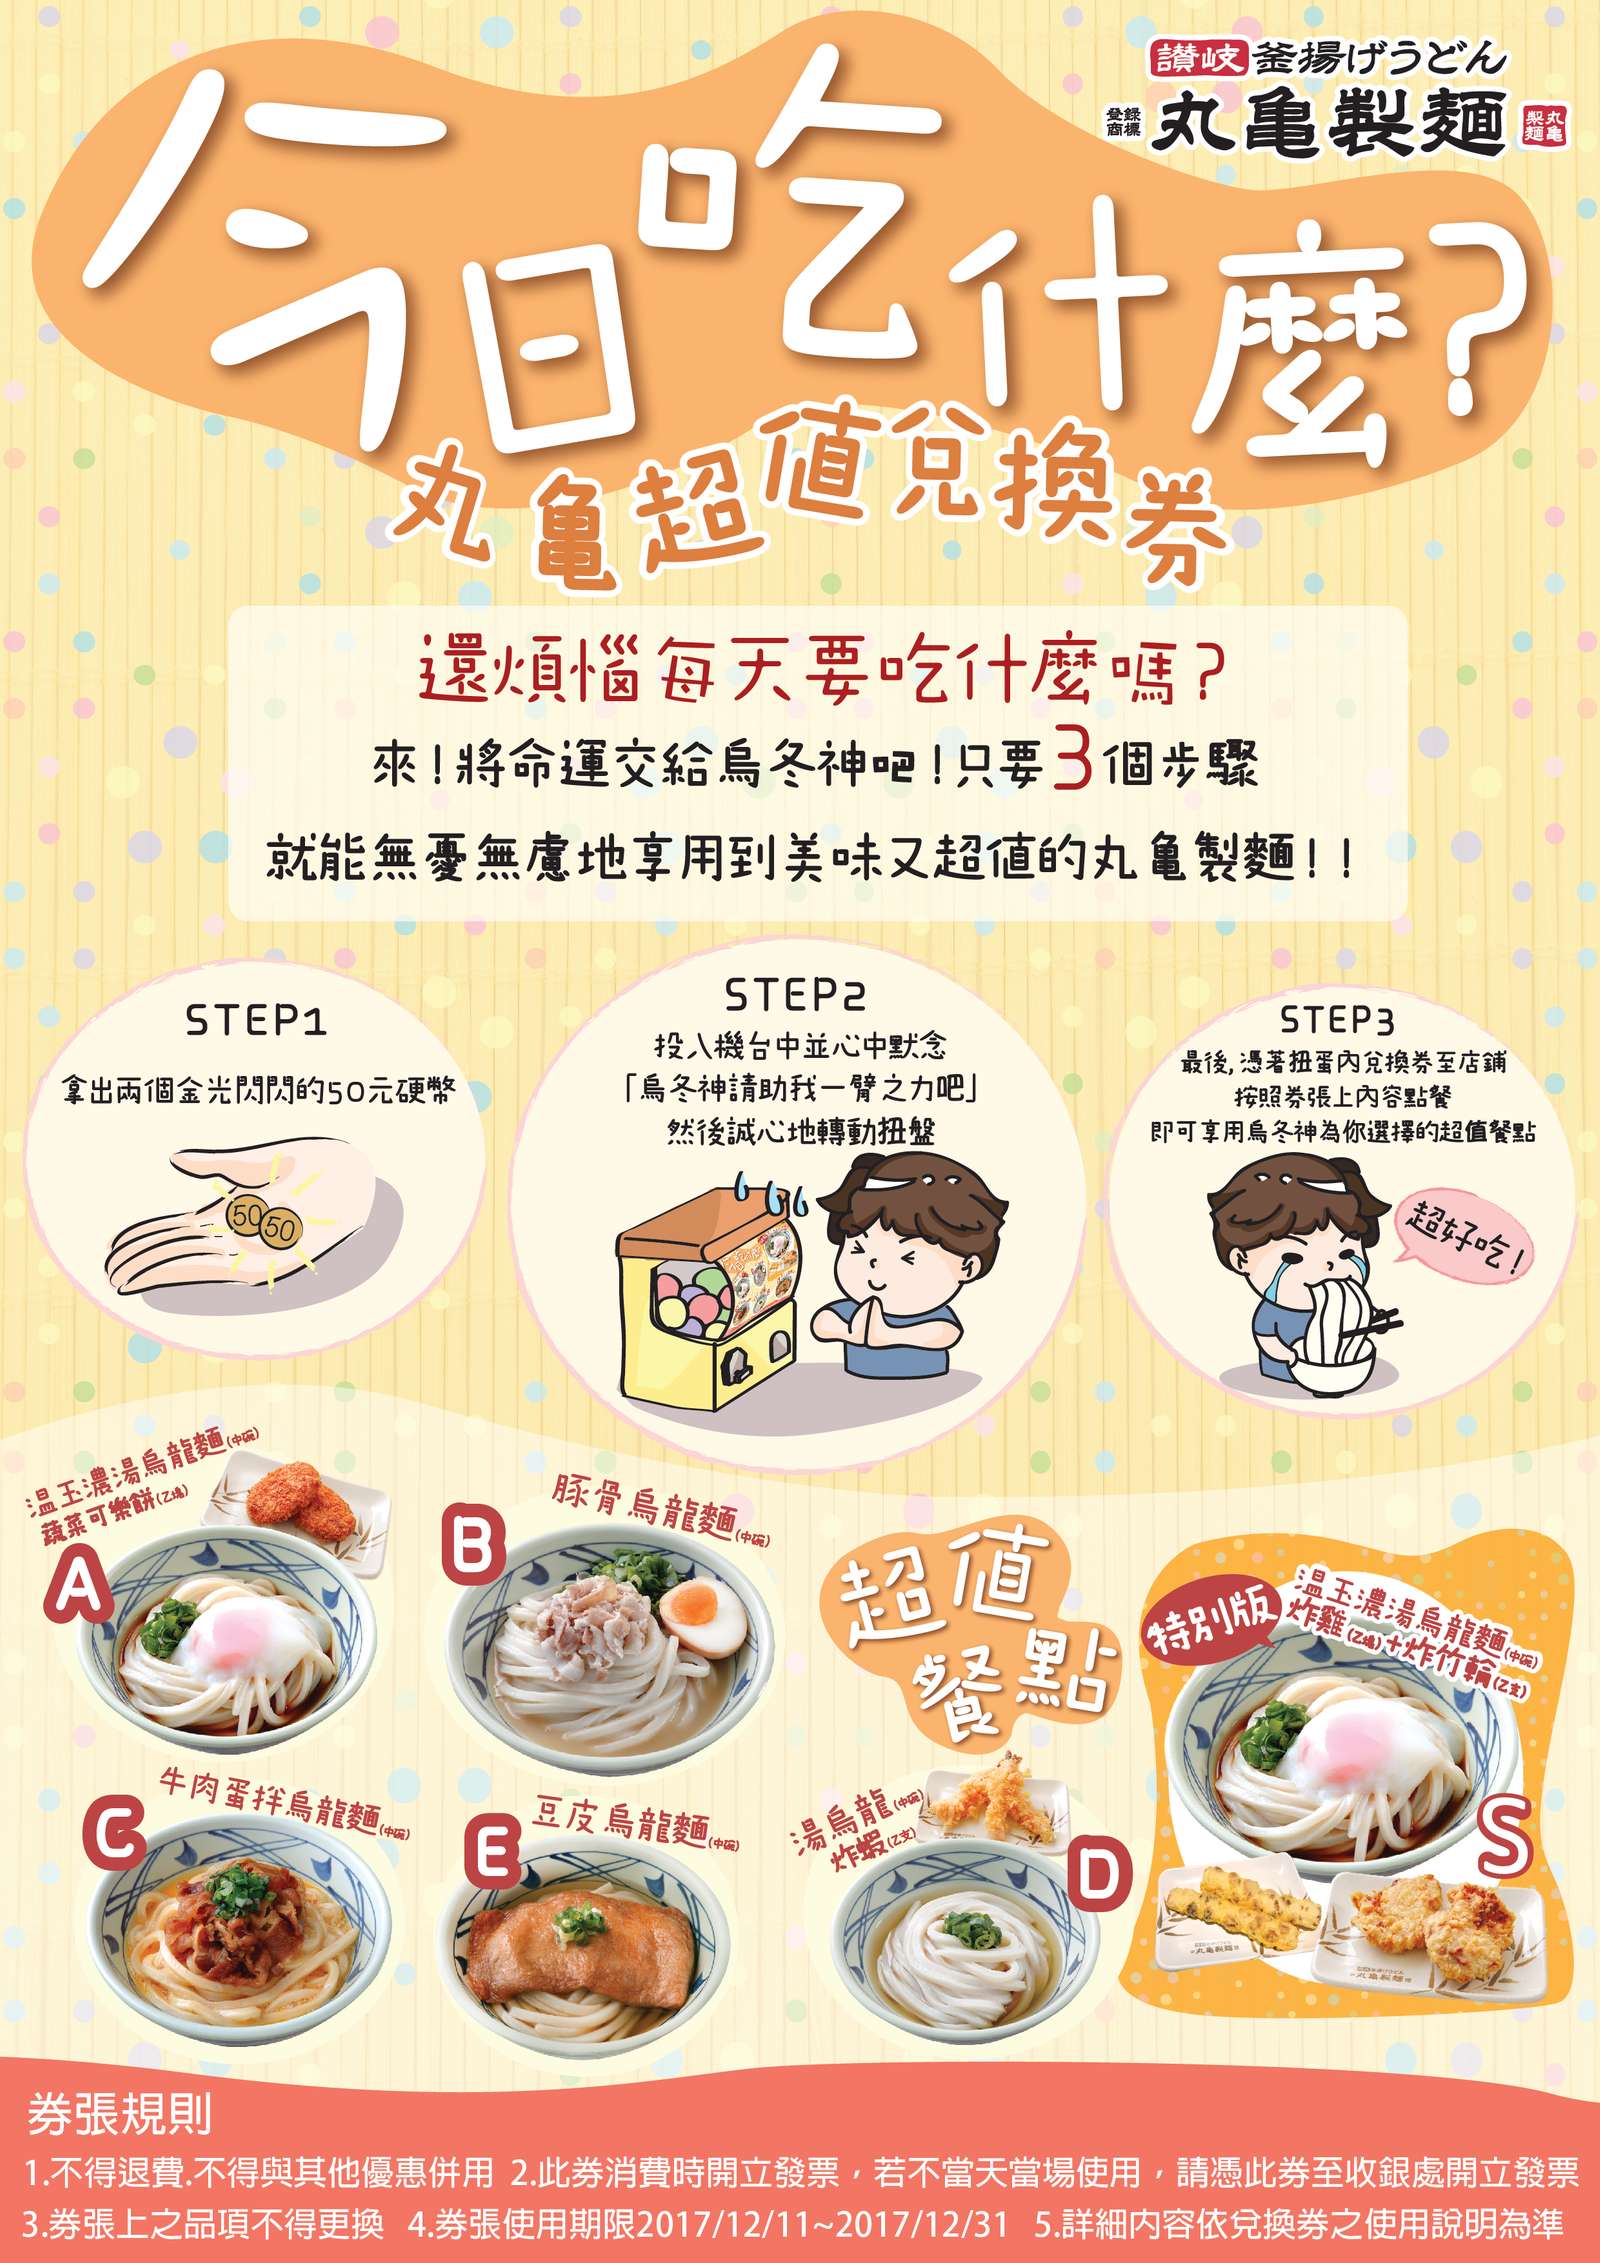 讃岐釜揚げうどん
登録商標 丸亀製麵 丸亀製麵
今日吃什麼?
丸亀超值兌換券
還煩惱每天要吃什麼嗎?
來!將命運交給烏冬神吧!只要3個步驟
就能無憂無慮地享用到美味又超值的丸亀製麵!!
STEP1
拿出兩個金光閃閃的50元硬幣
50 50
STEP2
投入機台中並心中默念
「烏冬神請助我一臂之力吧」
然後誠心地轉動扭盤
STEP3
最後,憑著扭蛋內兌換券至店鋪
按照券張上內容點餐
即可享用烏冬神為你選擇的超值餐點
超好吃!
溫玉濃湯烏龍麵(中碗)
蔬菜可樂餅(乙塊)
A
豚骨烏龍麵(中碗)
B
超值
餐點
特別版
溫玉濃湯烏龍麵(中碗)
炸雞(乙塊)+炸竹輪(乙支)
S
牛肉蛋拌烏龍麵(中碗)
C
豆皮烏龍麵(中碗)
E
湯烏龍(中碗)
炸蝦(乙支)
D
丸亀製麵
丸亀製麵
券張規則
1.不得退費.不得與其他優惠併用 2.此券消費時開立發票，若不當天當場使用，請憑此券至收銀處開立發票
3.券張上之品項不得更換 4.券張使用期限2017/12/11~2017/12/31 5.詳細內容依兌換券之使用說明為準